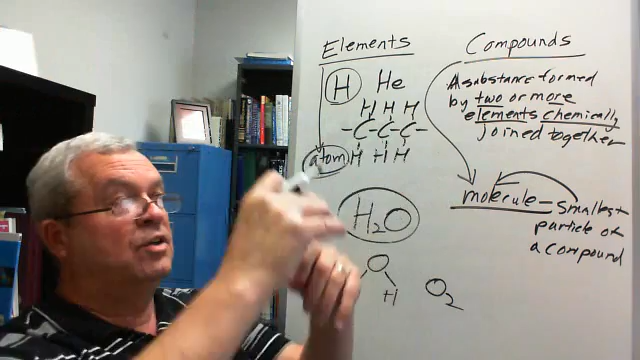 Elements
H He
H H H
-C-C-C-
atom H H H
H₂O
O
H
O₂
Compounds
A substance formed
by two or more
elements chemically
joined together
molecule - smallest
particle of
a compound